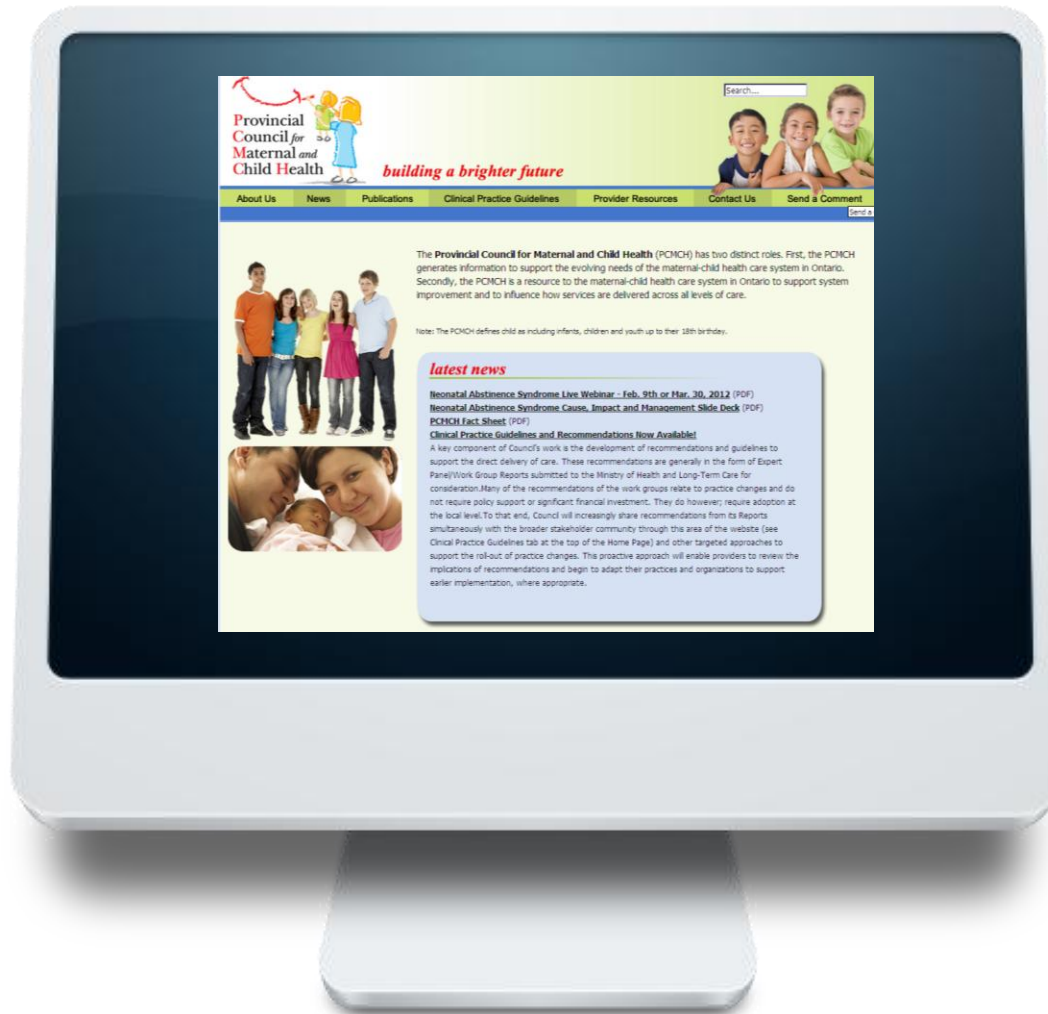 Search....
Provincial
Council for
Maternal and
Child Health
building a brighter future
About Us News Publications Clinical Practice Guidelines Provider Resources Contact Us Send a Comment
Send a
The Provincial Council for Maternal and Child Health (PCMCH) has two distinct roles. First, the PCMCH
generates information to support the evolving needs of the maternal-child health care system in Ontario.
Secondly, the PCMCH is a resource to the maternal-child health care system in Ontario to support system
improvement and to influence how services are delivered across all levels of care.
Note: The PCMCH defines child as including infants, children and youth up to their 18th birthday.
latest news
Neonatal Abstinence Syndrome Live Webinar - Feb. 9th or Mar. 30, 2012 (PDF)
Neonatal Abstinence Syndrome Cause, Impact and Management Slide Deck (PDF)
PCMCH Fact Sheet (PDF)
Clinical Practice Guidelines and Recommendations Now Available!
A key component of Council's work is the development of recommendations and guidelines to
support the direct delivery of care. These recommendations are generally in the form of Expert
Panel/Work Group Reports submitted to the Ministry of Health and Long-Term Care for
consideration.Many of the recommendations of the work groups relate to practice changes and do
not require policy support or significant financial investment. They do however; require adoption at
the local level.To that end, Council will increasingly share recommendations from its Reports
simultaneously with the broader stakeholder community through this area of the website (see
Clinical Practice Guidelines tab at the top of the Home Page) and other targeted approaches to
support the roll-out of practice changes. This proactive approach will enable providers to review the
implications of recommendations and begin to adapt their practices and organizations to support
earlier implementation, where appropriate.